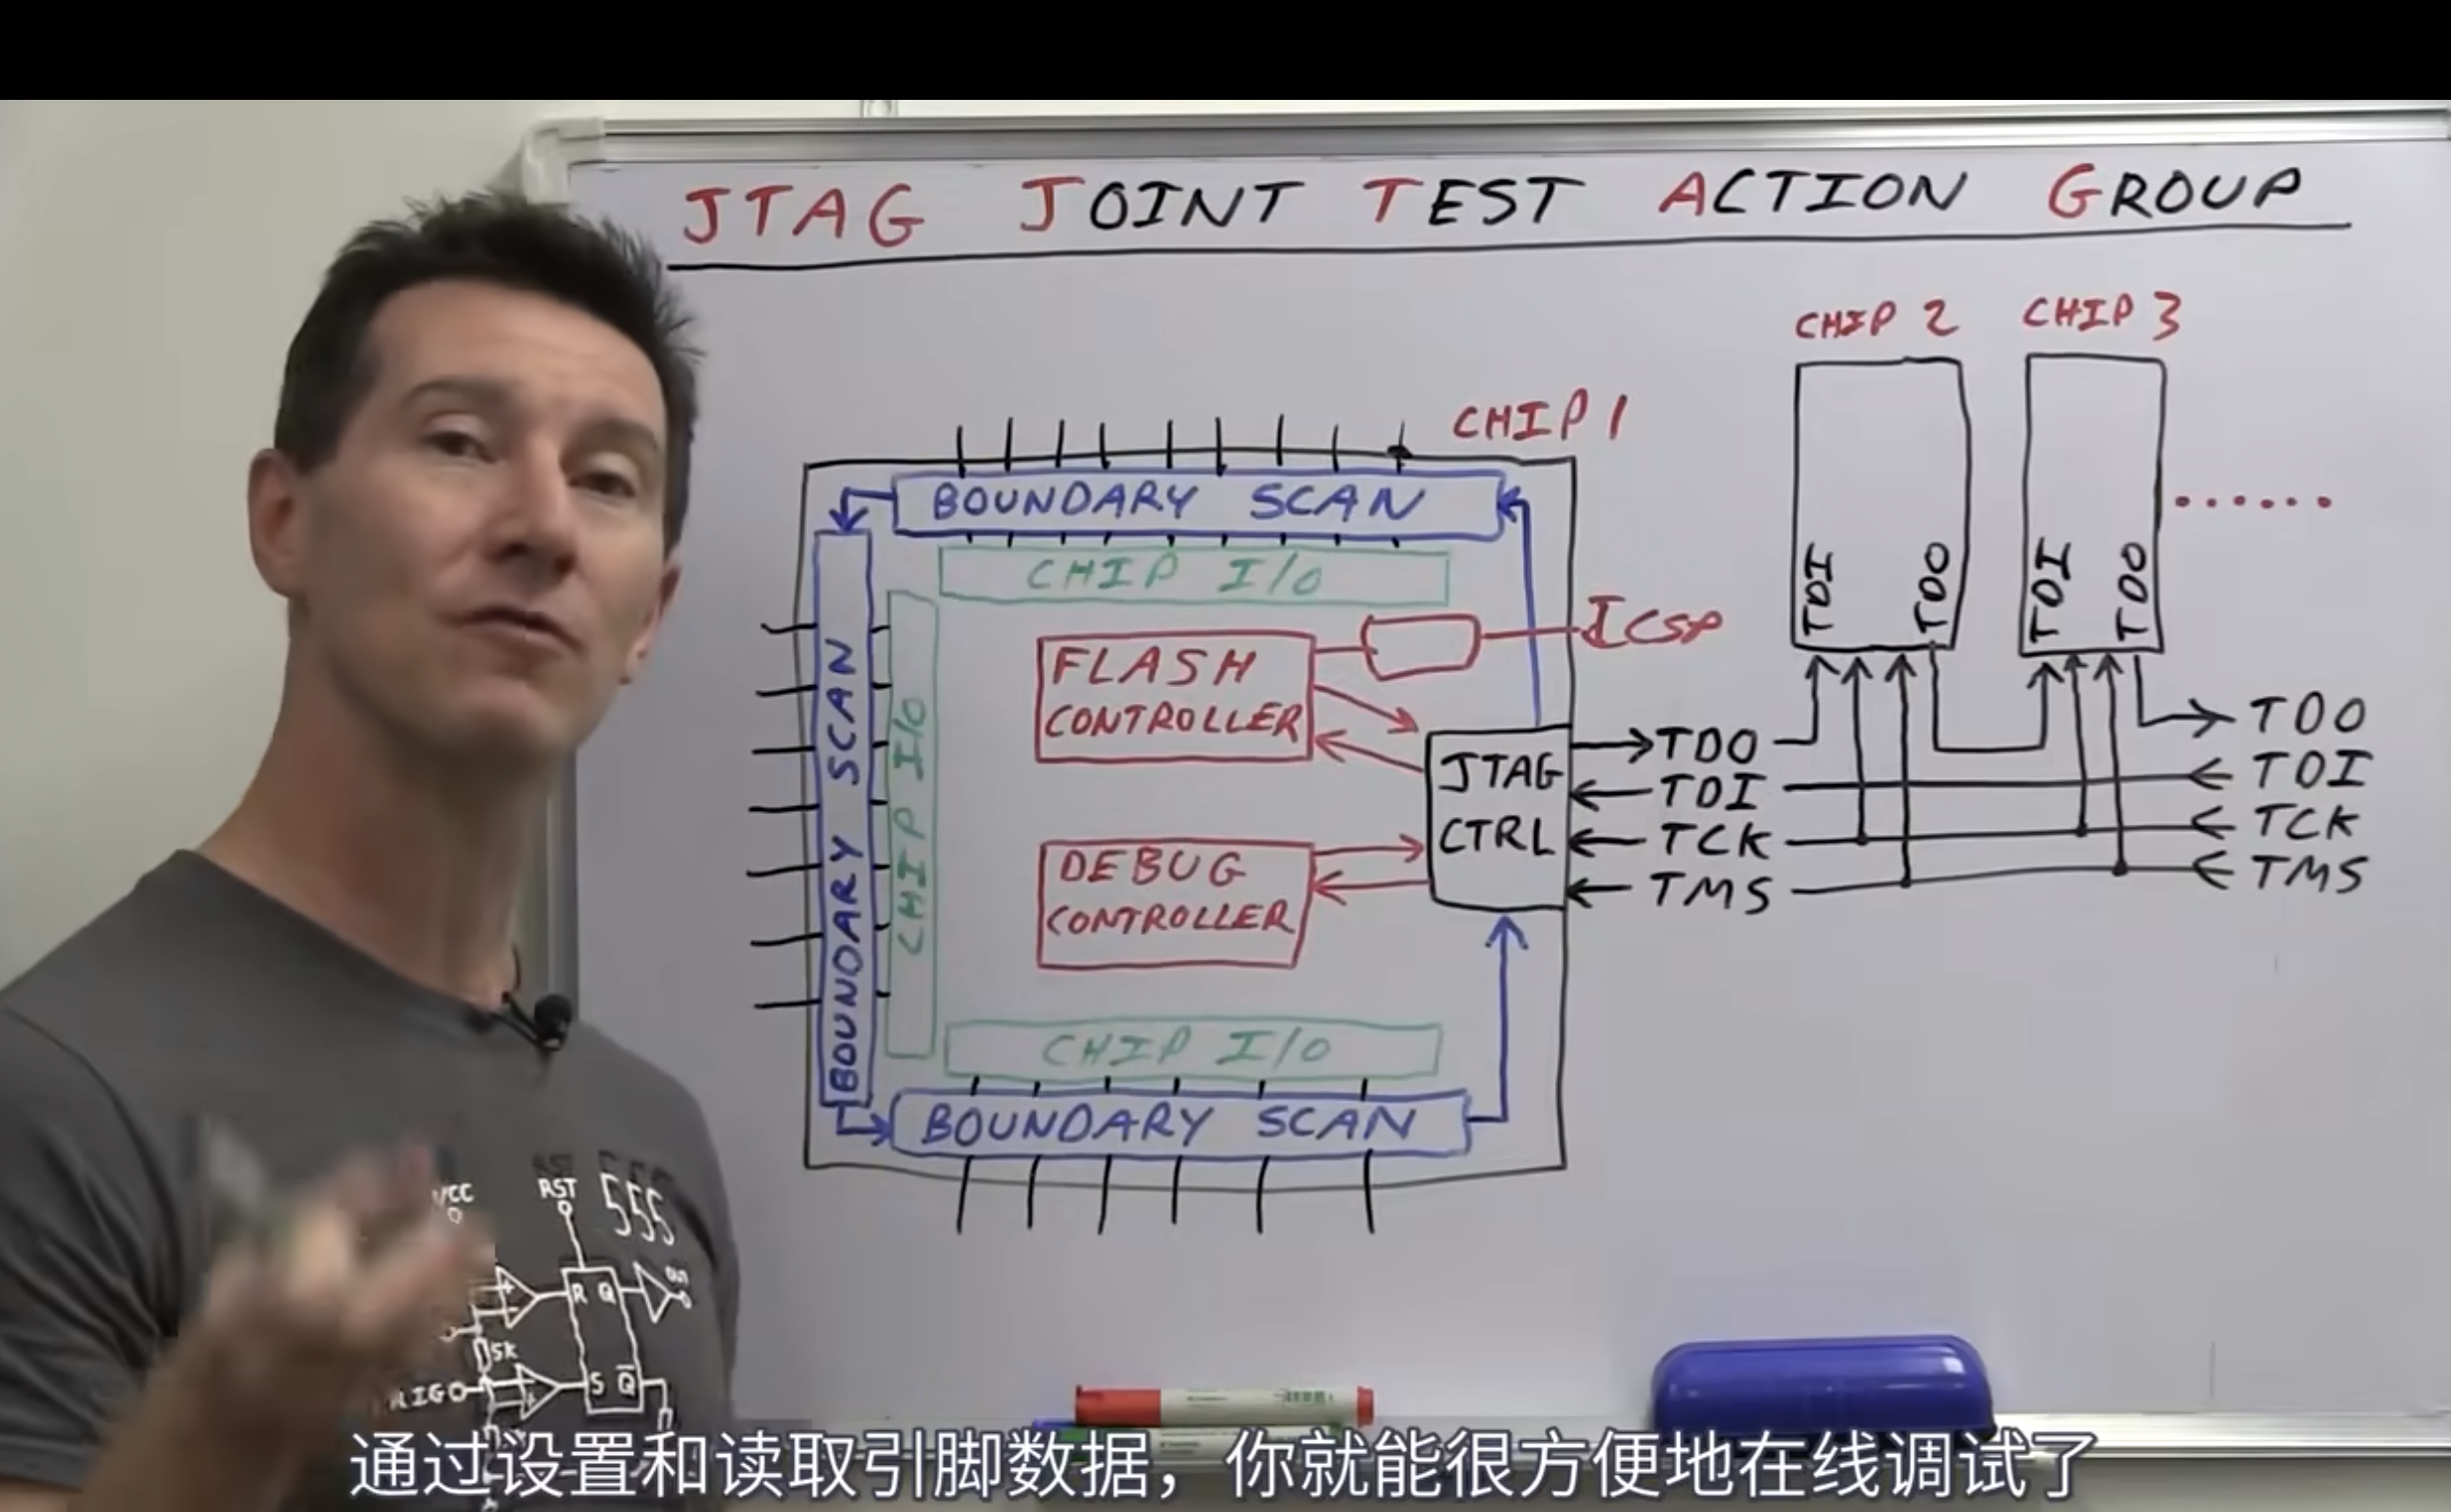 JTAG JOINT TEST ACTION GROUP
CHIP 2
CHIP 3
CHIP 1
BOUNDARY SCAN
CHIP I/O
BOUNDARY SCAN
CHIP I/O
FLASH
CONTROLLER
ICSP
DEBUG
CONTROLLER
JTAG
CTRL
CHIP I/O
BOUNDARY SCAN
TDI
TDO
TDI
TDO
TDO
TDI
TCK
TMS
TDO
TDI
TCK
TMS
VCC
RST
555
R Q
5K
S Q̅
通过设置和读取引脚数据，你就能很方便地在线调试了